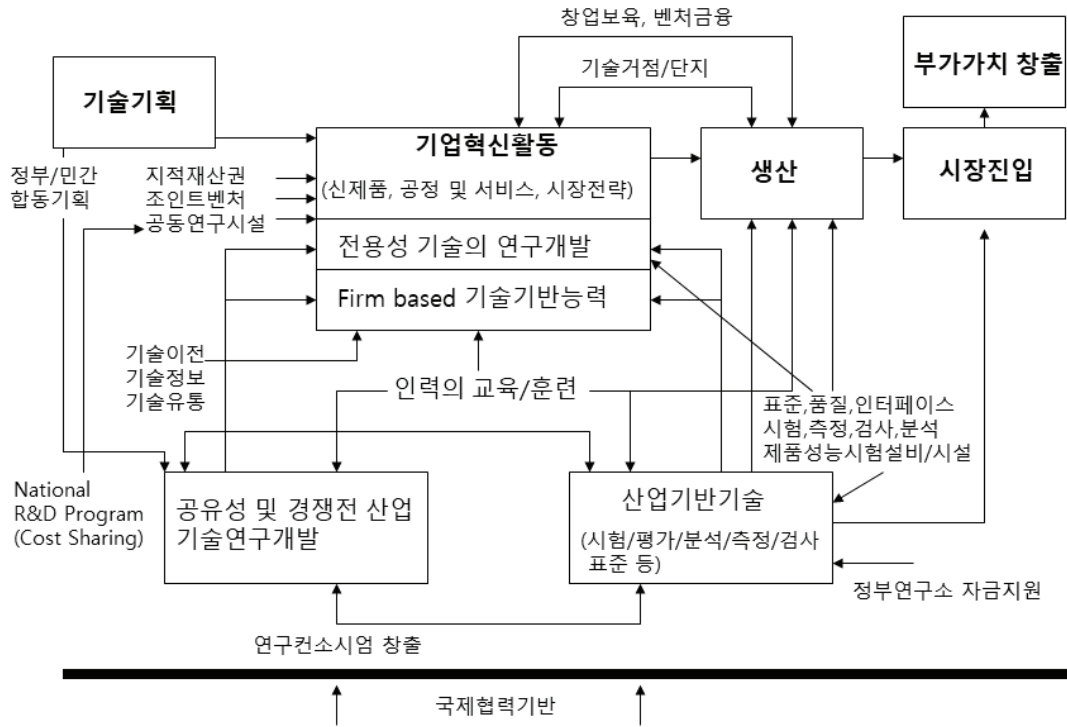 창업보육, 벤처금융
기술거점/단지
부가가치 창출
기술기획
기업혁신활동
(신제품, 공정 및 서비스, 시장전략)
생산
시장진입
정부/민간
합동기획
지적재산권
조인트벤처
공동연구시설
전용성 기술의 연구개발
Firm based 기술기반능력
기술이전
기술정보
기술유통
인력의 교육/훈련
표준,품질,인터페이스
시험,측정,검사,분석
제품성능시험설비/시설
National
R&D Program
(Cost Sharing)
공유성 및 경쟁전 산업
기술연구개발
산업기반기술
(시험/평가/분석/측정/검사
표준 등)
정부연구소 자금지원
연구컨소시엄 창출
국제협력기반